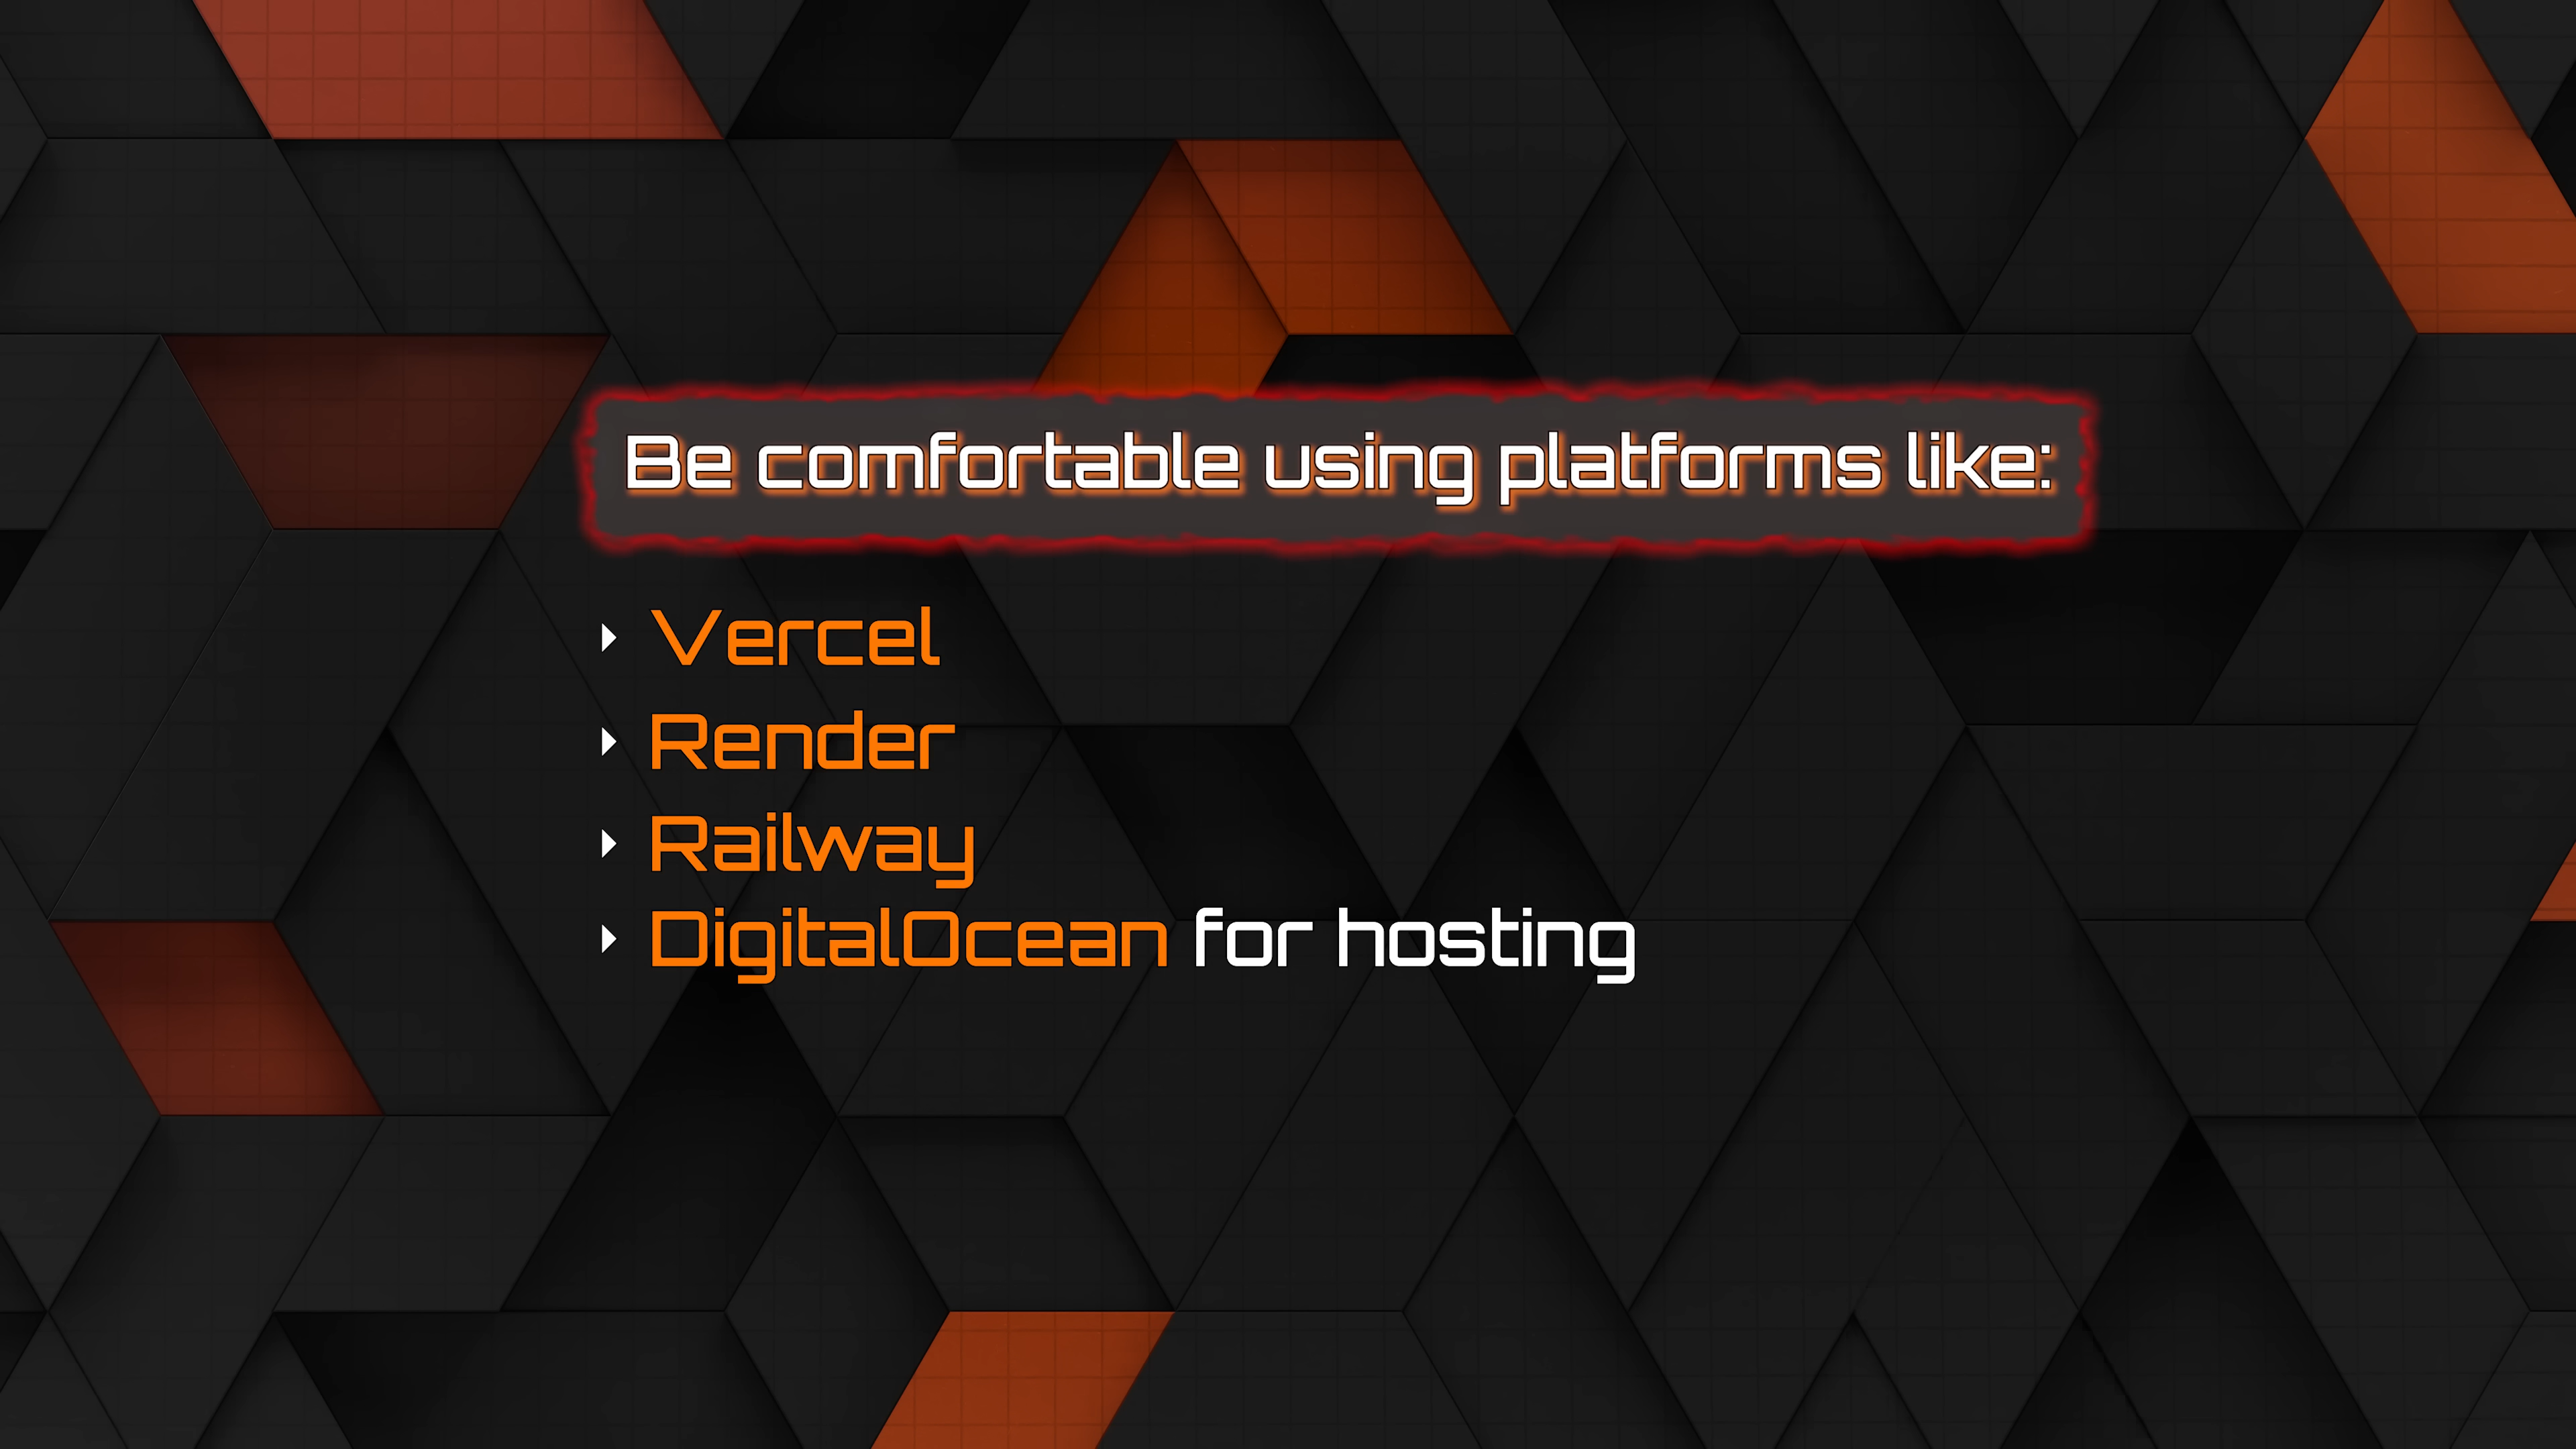 Be comfortable using platforms like:
Vercel
Render
Railway
DigitalOcean for hosting